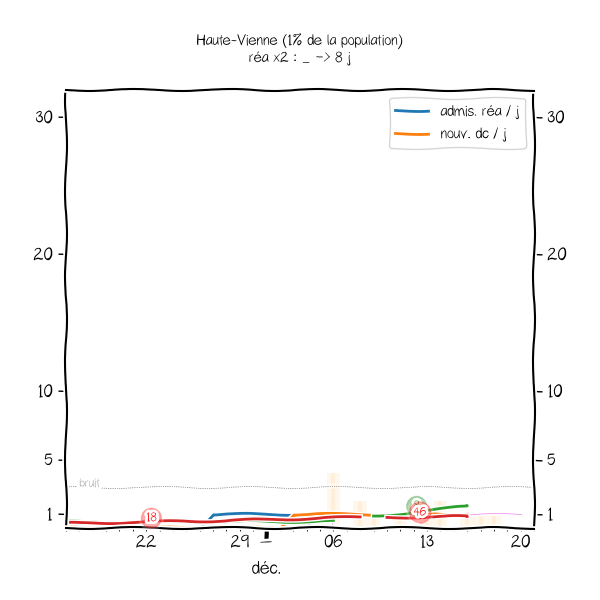 Haute-Vienne (1% de la population)
réa x2 : _ -> 8 j
admis. réa / j
nouv. dc / j
30
30
20
20
10
10
5
5
bruit
1
1
18
46
22
29
06
13
20
déc.